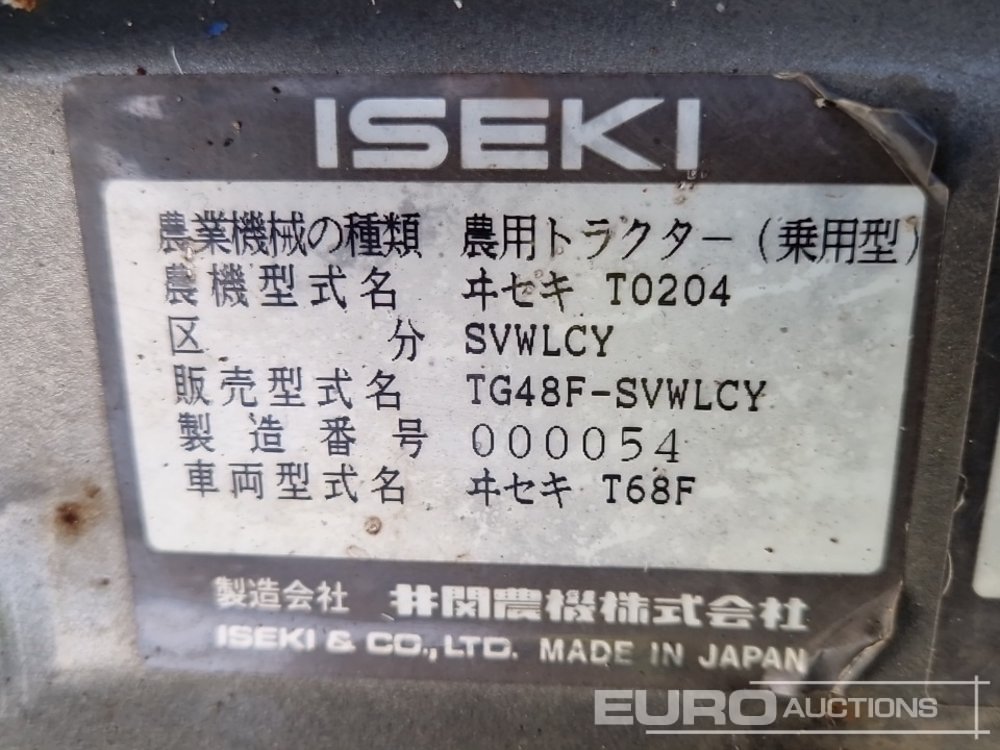 ISEKI
農業機械の種類 農用トラクター(乗用型)
農機型式名 ヰセキ T0204
区分 SVWLCY
販売型式名 TG48F-SVWLCY
製造番号 000054
車両型式名 ヰセキ T68F
製造会社 井関農機株式会社
ISEKI & CO., LTD. MADE IN JAPAN
EURO AUCTIONS